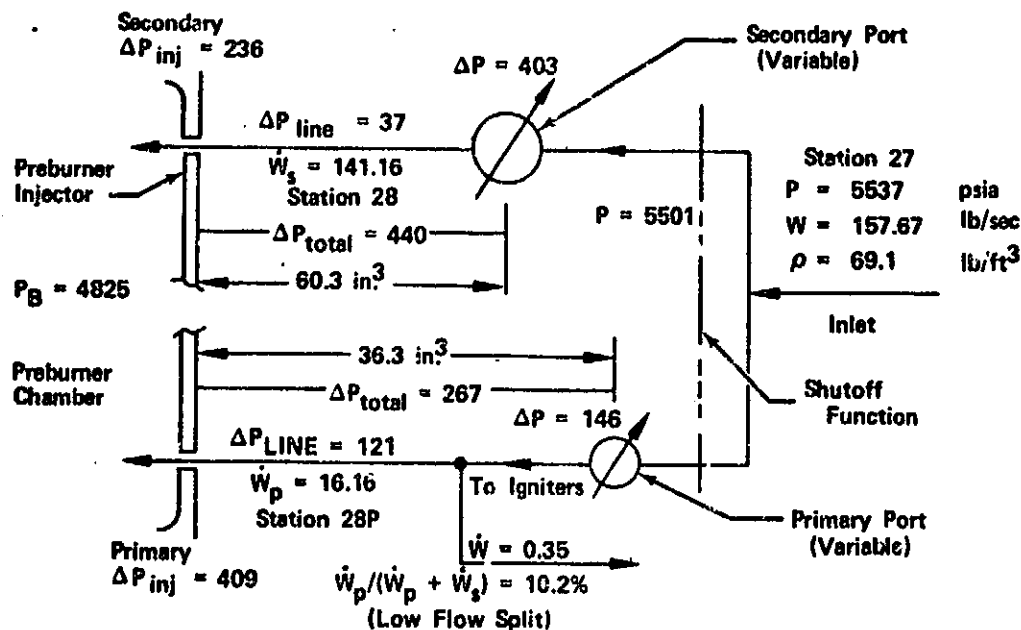 Secondary
ΔP inj = 236
Secondary Port
(Variable)
ΔP = 403
ΔP line = 37
Ẇs = 141.16
Station 28
Station 27
P = 5537 psia
W = 157.67 lb/sec
ρ = 69.1 lb/ft³
Preburner
Injector
P = 5501
ΔP total = 440
60.3 in.³
PB = 4825
Inlet
36.3 in.³
Preburner
Chamber
ΔP total = 267
Shutoff
Function
ΔP = 146
ΔP LINE = 121
Ẇp = 16.16
To Igniters
Station 28P
Primary Port
(Variable)
Primary
ΔP inj = 409
Ẇ = 0.35
Ẇp/(Ẇp + Ẇs) = 10.2%
(Low Flow Split)